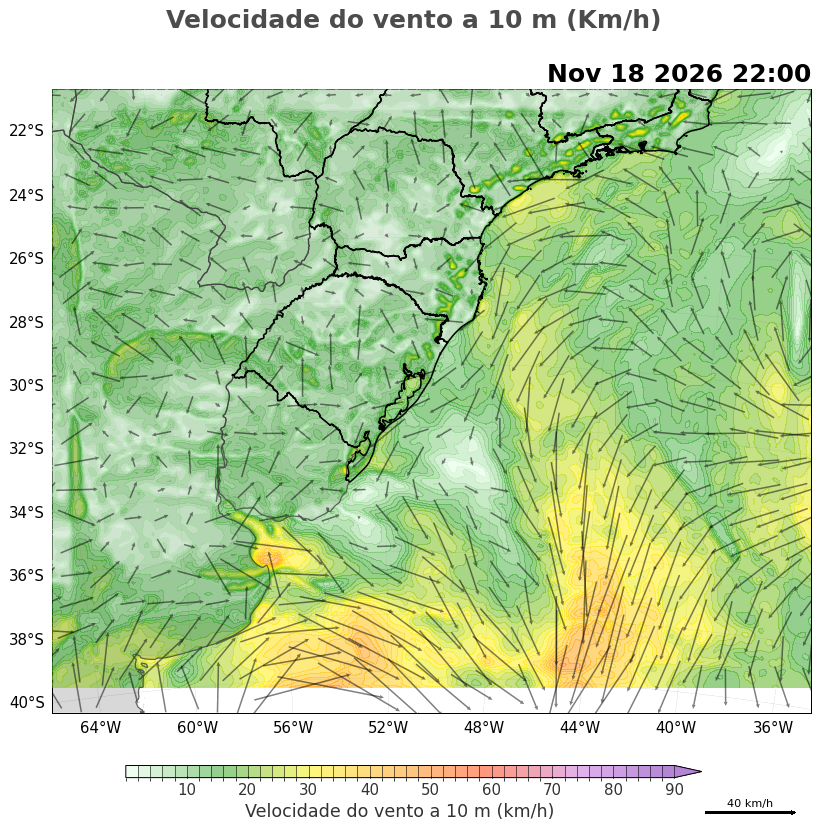 Velocidade do vento a 10 m (Km/h)
Nov 18 2026 22:00
22°S
24°S
26°S
28°S
30°S
32°S
34°S
36°S
38°S
40°S
64°W 60°W 56°W 52°W 48°W 44°W 40°W 36°W
10 20 30 40 50 60 70 80 90
Velocidade do vento a 10 m (km/h)
40 km/h